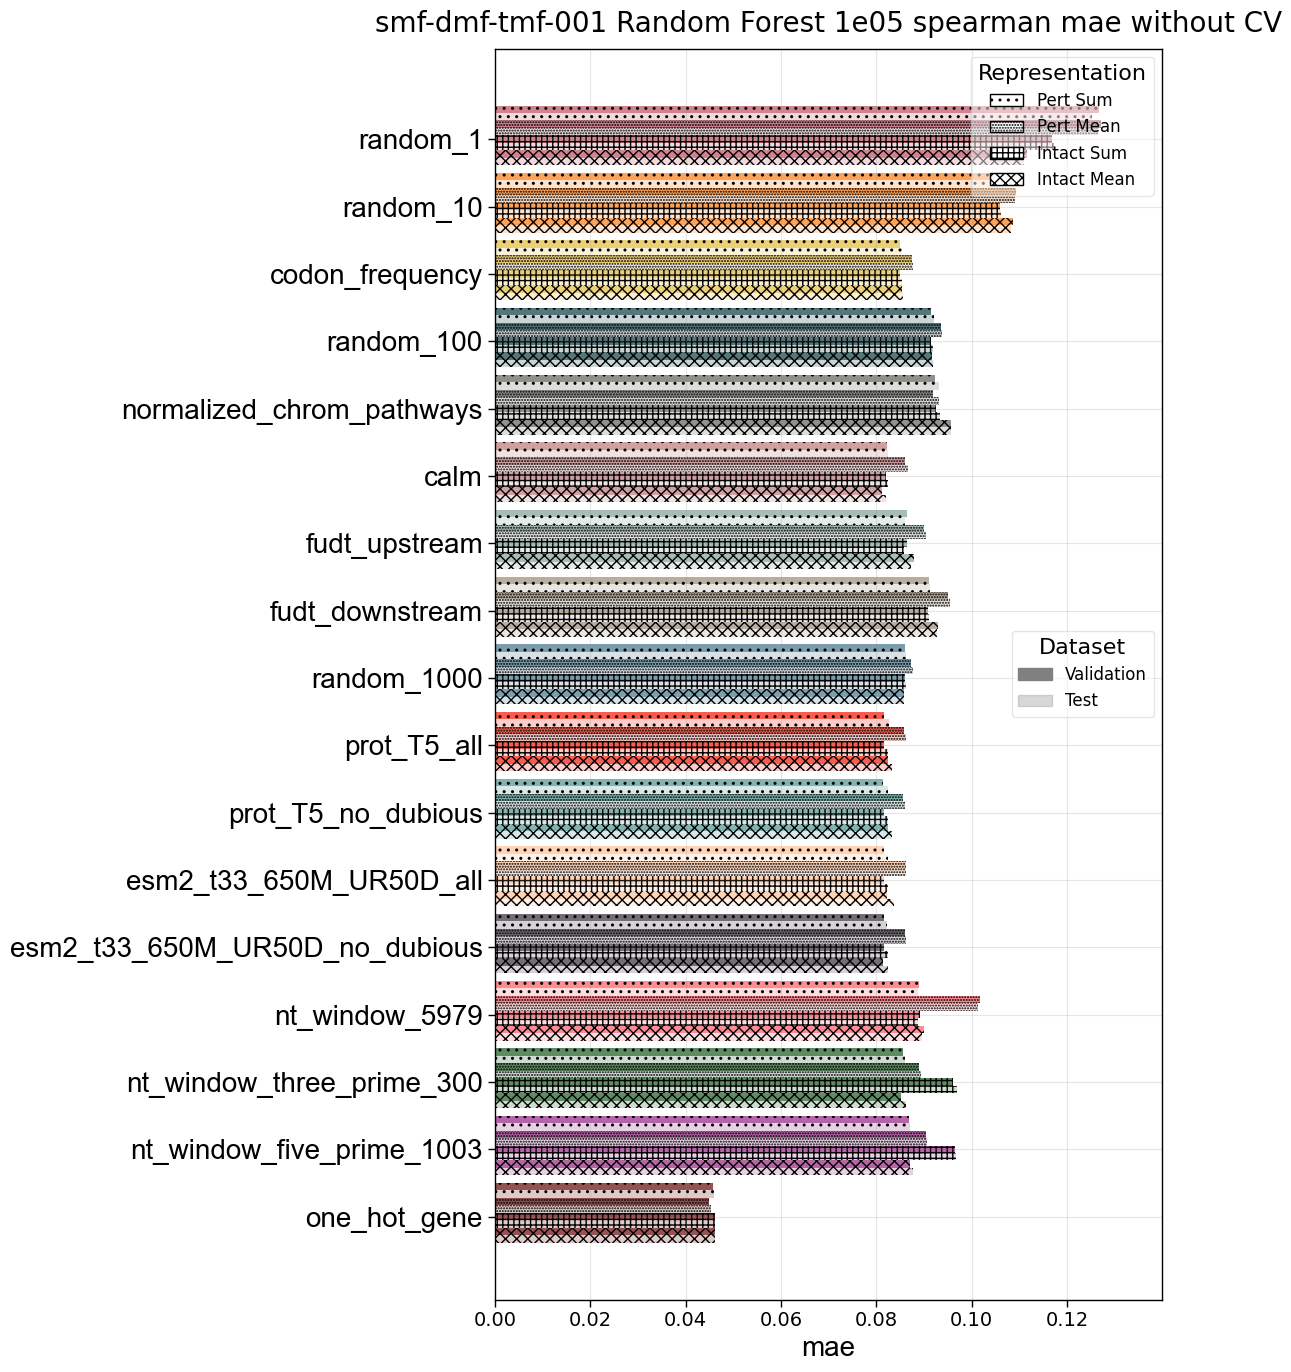 smf-dmf-tmf-001 Random Forest 1e05 spearman mae without CV
Representation
Pert Sum
Pert Mean
Intact Sum
Intact Mean
random_1
random_10
codon_frequency
random_100
normalized_chrom_pathways
calm
fudt_upstream
fudt_downstream
random_1000
Dataset
Validation
Test
prot_T5_all
prot_T5_no_dubious
esm2_t33_650M_UR50D_all
esm2_t33_650M_UR50D_no_dubious
nt_window_5979
nt_window_three_prime_300
nt_window_five_prime_1003
one_hot_gene
0.00 0.02 0.04 0.06 0.08 0.10 0.12
mae